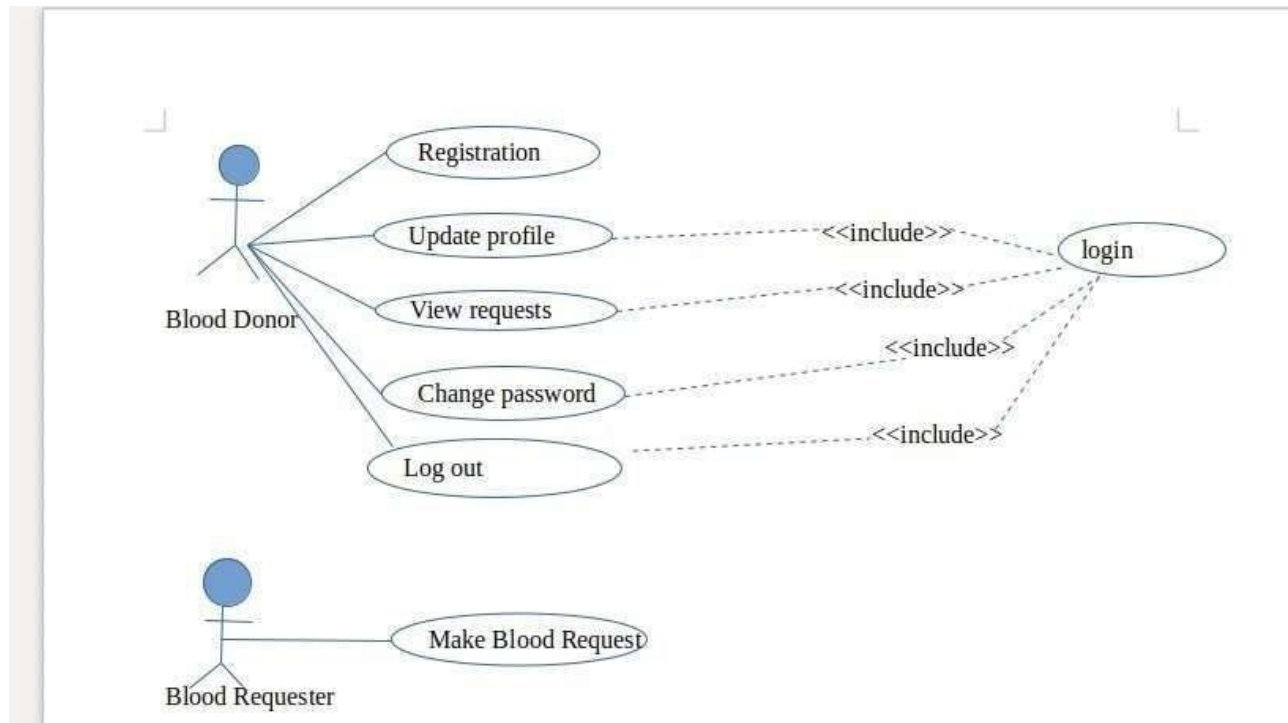 Registration
Update profile
<<include>>
login
View requests
<<include>>
Blood Donor
Change password
<<include>>
Log out
<<include>>
Make Blood Request
Blood Requester